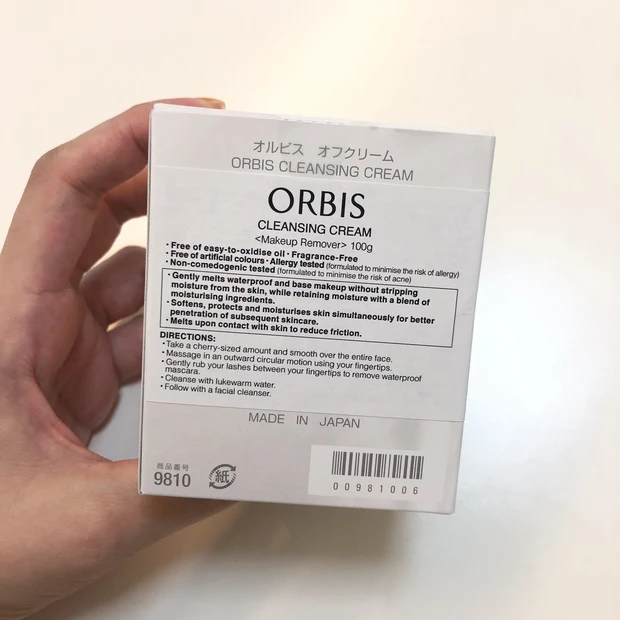 オルビス オフクリーム
ORBIS CLEANSING CREAM
ORBIS
CLEANSING CREAM
<Makeup Remover> 100g
・Free of easy-to-oxidise oil・Fragrance-Free
・Free of artificial colours・Allergy tested (formulated to minimise the risk of allergy)
・Non-comedogenic tested (formulated to minimise the risk of acne)
・Gently melts waterproof and base makeup without stripping
moisture from the skin, while retaining moisture with a blend of
moisturising ingredients.
・Softens, protects and moisturises skin simultaneously for better
penetration of subsequent skincare.
・Melts upon contact with skin to reduce friction.
DIRECTIONS:
・Take a cherry-sized amount and smooth over the entire face.
・Massage in an outward circular motion using your fingertips.
・Gently rub your lashes between your fingertips to remove waterproof
mascara.
・Cleanse with lukewarm water.
・Follow with a facial cleanser.
MADE IN JAPAN
商品番号
9810
紙
00981006